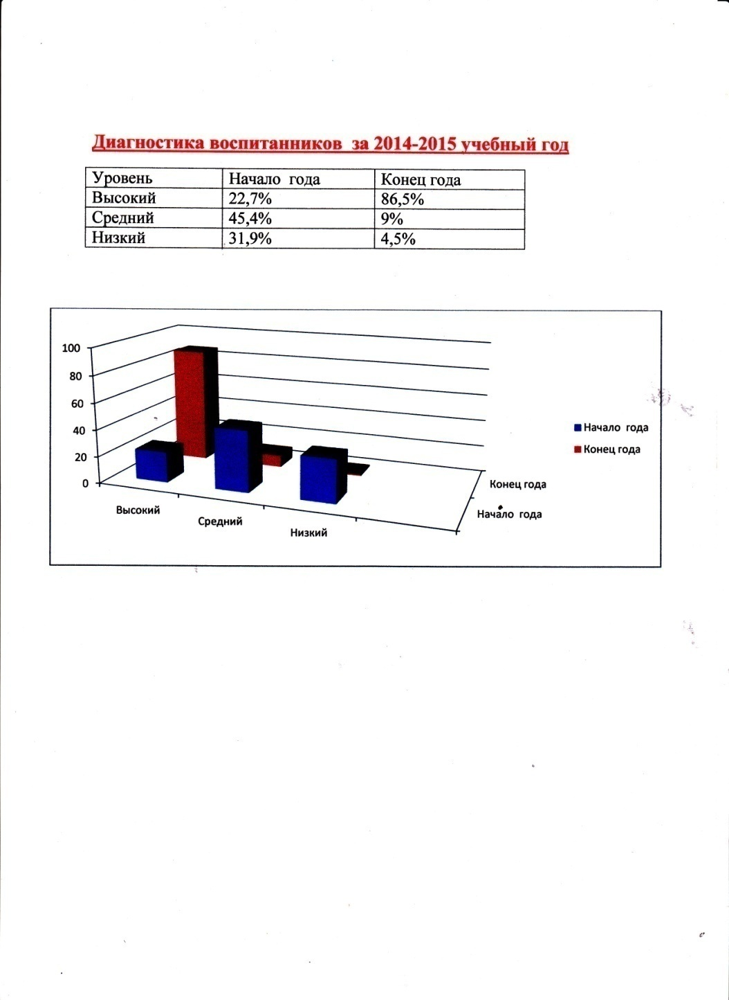 Диагностика воспитанников за 2014-2015 учебный год
Уровень Начало года Конец года
Высокий 22,7% 86,5%
Средний 45,4% 9%
Низкий 31,9% 4,5%
100
80
60
40
20
0
Высокий
Средний
Низкий
Конец года
Начало года
Начало года
Конец года